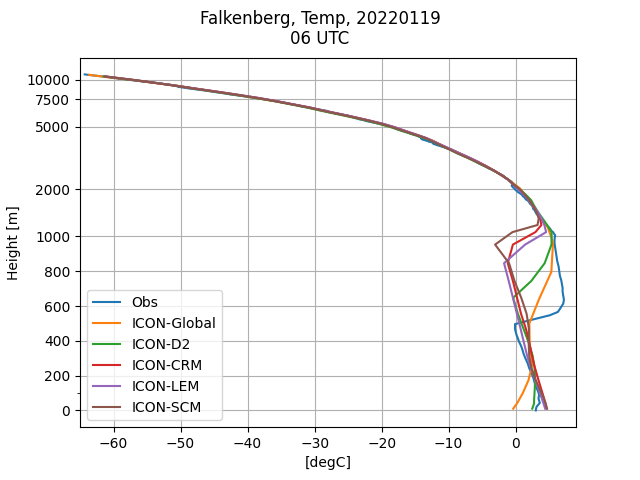 Falkenberg, Temp, 20220119
06 UTC
Height [m]
10000
7500
5000
2000
1000
800
600
400
200
0
Obs
ICON-Global
ICON-D2
ICON-CRM
ICON-LEM
ICON-SCM
−60 −50 −40 −30 −20 −10 0
[degC]